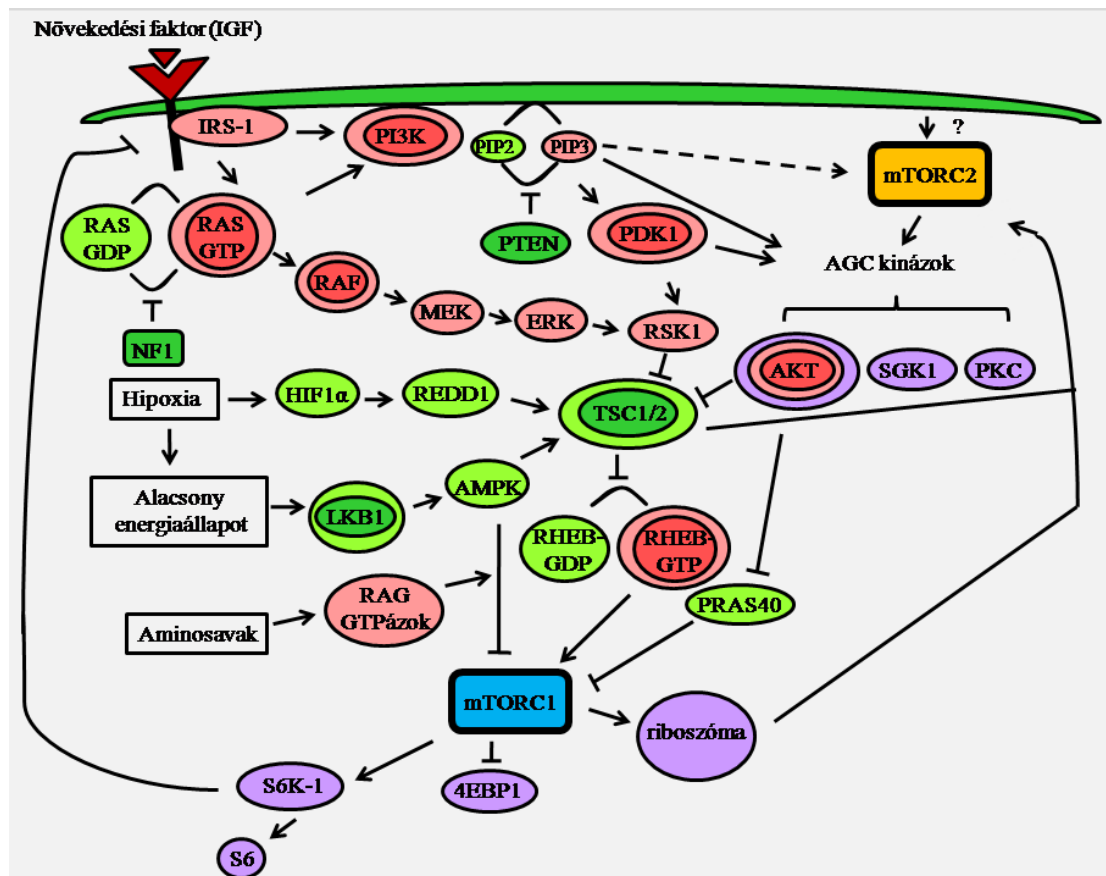 Növekedési faktor (IGF)
IRS-1
PI3K
PIP2
PIP3
?
mTORC2
RAS
GDP
RAS
GTP
PTEN
PDK1
AGC kinázok
RAF
MEK
ERK
RSK1
NF1
AKT
SGK1
PKC
Hipoxia
HIF1α
REDD1
TSC1/2
Alacsony
energiaállapot
LKB1
AMPK
RHEB-
GDP
RHEB-
GTP
PRAS40
RAG
GTPázok
Aminosavak
mTORC1
riboszóma
S6K-1
4EBP1
S6